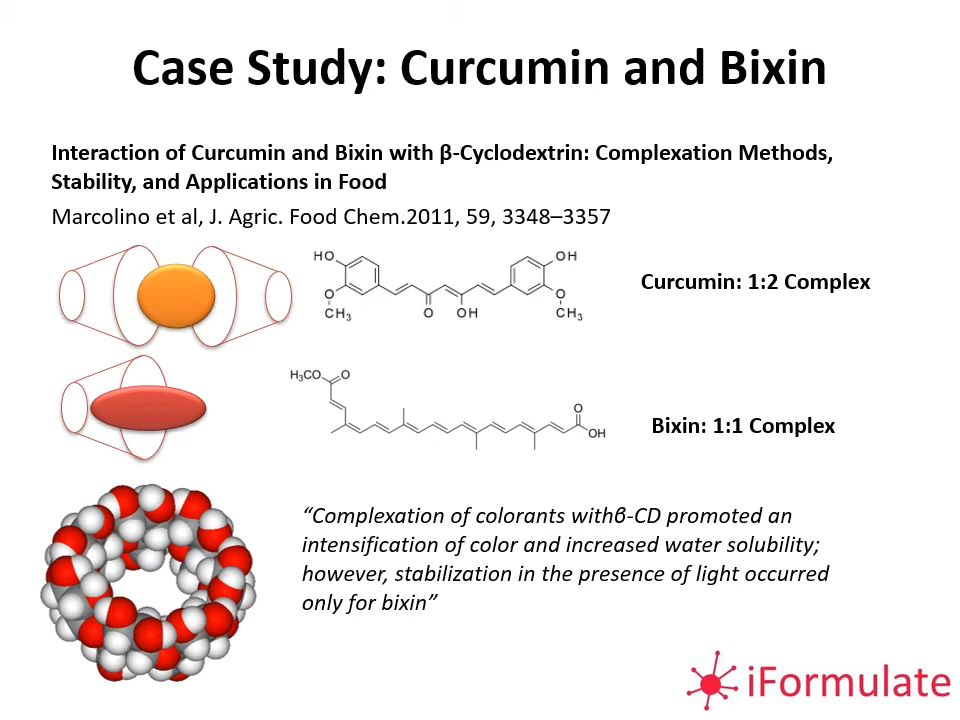 Case Study: Curcumin and Bixin
Interaction of Curcumin and Bixin with β-Cyclodextrin: Complexation Methods,
Stability, and Applications in Food
Marcolino et al, J. Agric. Food Chem.2011, 59, 3348–3357
HO
OH
O
CH3
O
OH
O
CH3
Curcumin: 1:2 Complex
H3CO
O
O
OH
Bixin: 1:1 Complex
“Complexation of colorants withβ-CD promoted an
intensification of color and increased water solubility;
however, stabilization in the presence of light occurred
only for bixin”
iFormulate